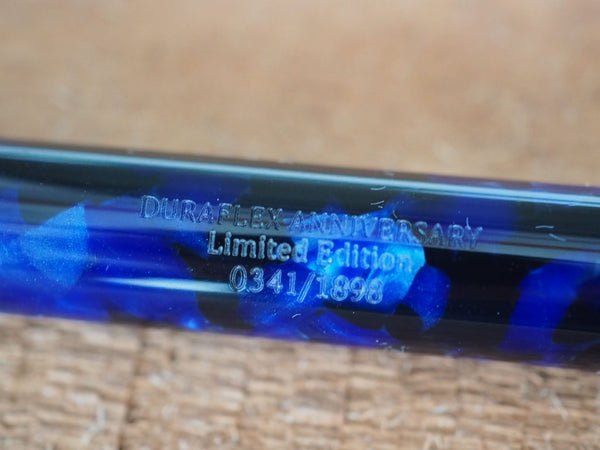 DURAFLEX ANNIVERSARY
Limited Edition
0341/1898